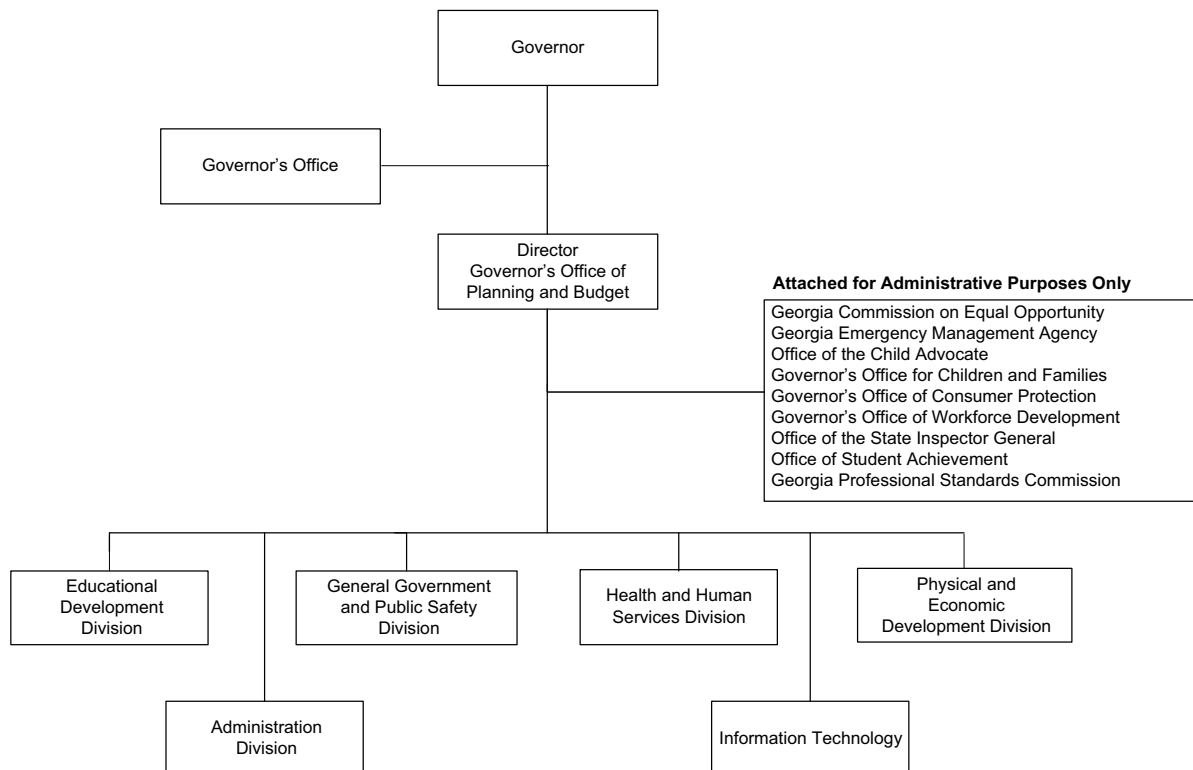 Governor
Governor’s Office
Director
Governor’s Office of
Planning and Budget
Attached for Administrative Purposes Only
Georgia Commission on Equal Opportunity
Georgia Emergency Management Agency
Office of the Child Advocate
Governor’s Office for Children and Families
Governor’s Office of Consumer Protection
Governor’s Office of Workforce Development
Office of the State Inspector General
Office of Student Achievement
Georgia Professional Standards Commission
Educational
Development
Division
General Government
and Public Safety
Division
Health and Human
Services Division
Physical and
Economic
Development Division
Administration
Division
Information Technology